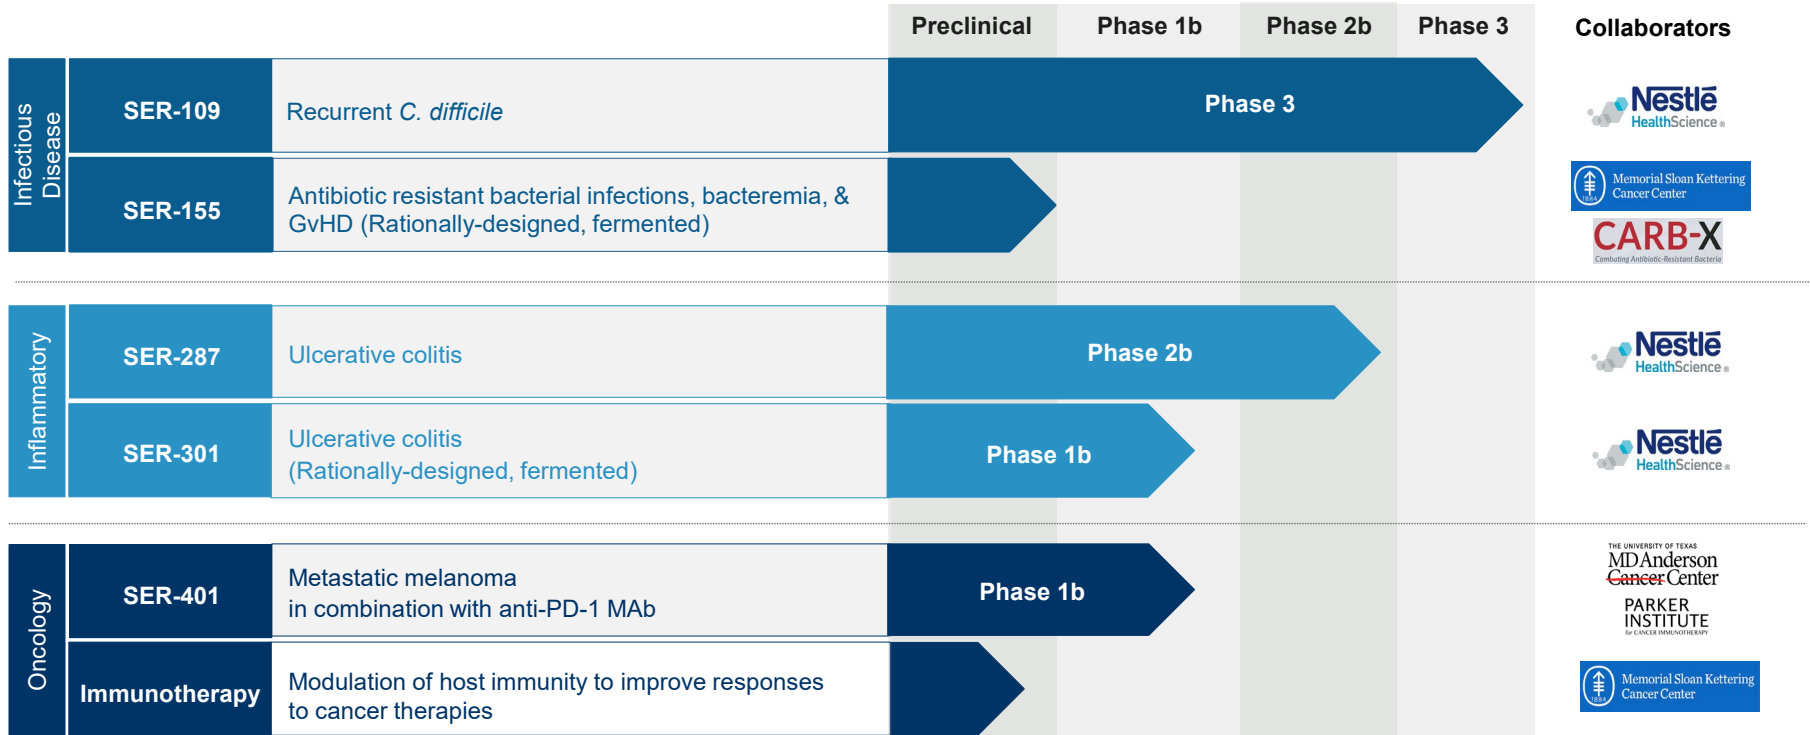 Preclinical
Phase 1b
Phase 2b
Phase 3
Collaborators
Infectious
Disease
SER-109
Recurrent C. difficile
Phase 3
Nestlé
HealthScience ®
SER-155
Antibiotic resistant bacterial infections, bacteremia, &
GvHD (Rationally-designed, fermented)
1884
Memorial Sloan Kettering
Cancer Center
CARB-X
Combating Antibiotic-Resistant Bacteria
Inflammatory
SER-287
Ulcerative colitis
Phase 2b
Nestlé
HealthScience ®
SER-301
Ulcerative colitis
(Rationally-designed, fermented)
Phase 1b
Nestlé
HealthScience ®
Oncology
SER-401
Metastatic melanoma
in combination with anti-PD-1 MAb
Phase 1b
THE UNIVERSITY OF TEXAS
MD Anderson
Cancer Center
PARKER
INSTITUTE
for CANCER IMMUNOTHERAPY
Immunotherapy
Modulation of host immunity to improve responses
to cancer therapies
1884
Memorial Sloan Kettering
Cancer Center